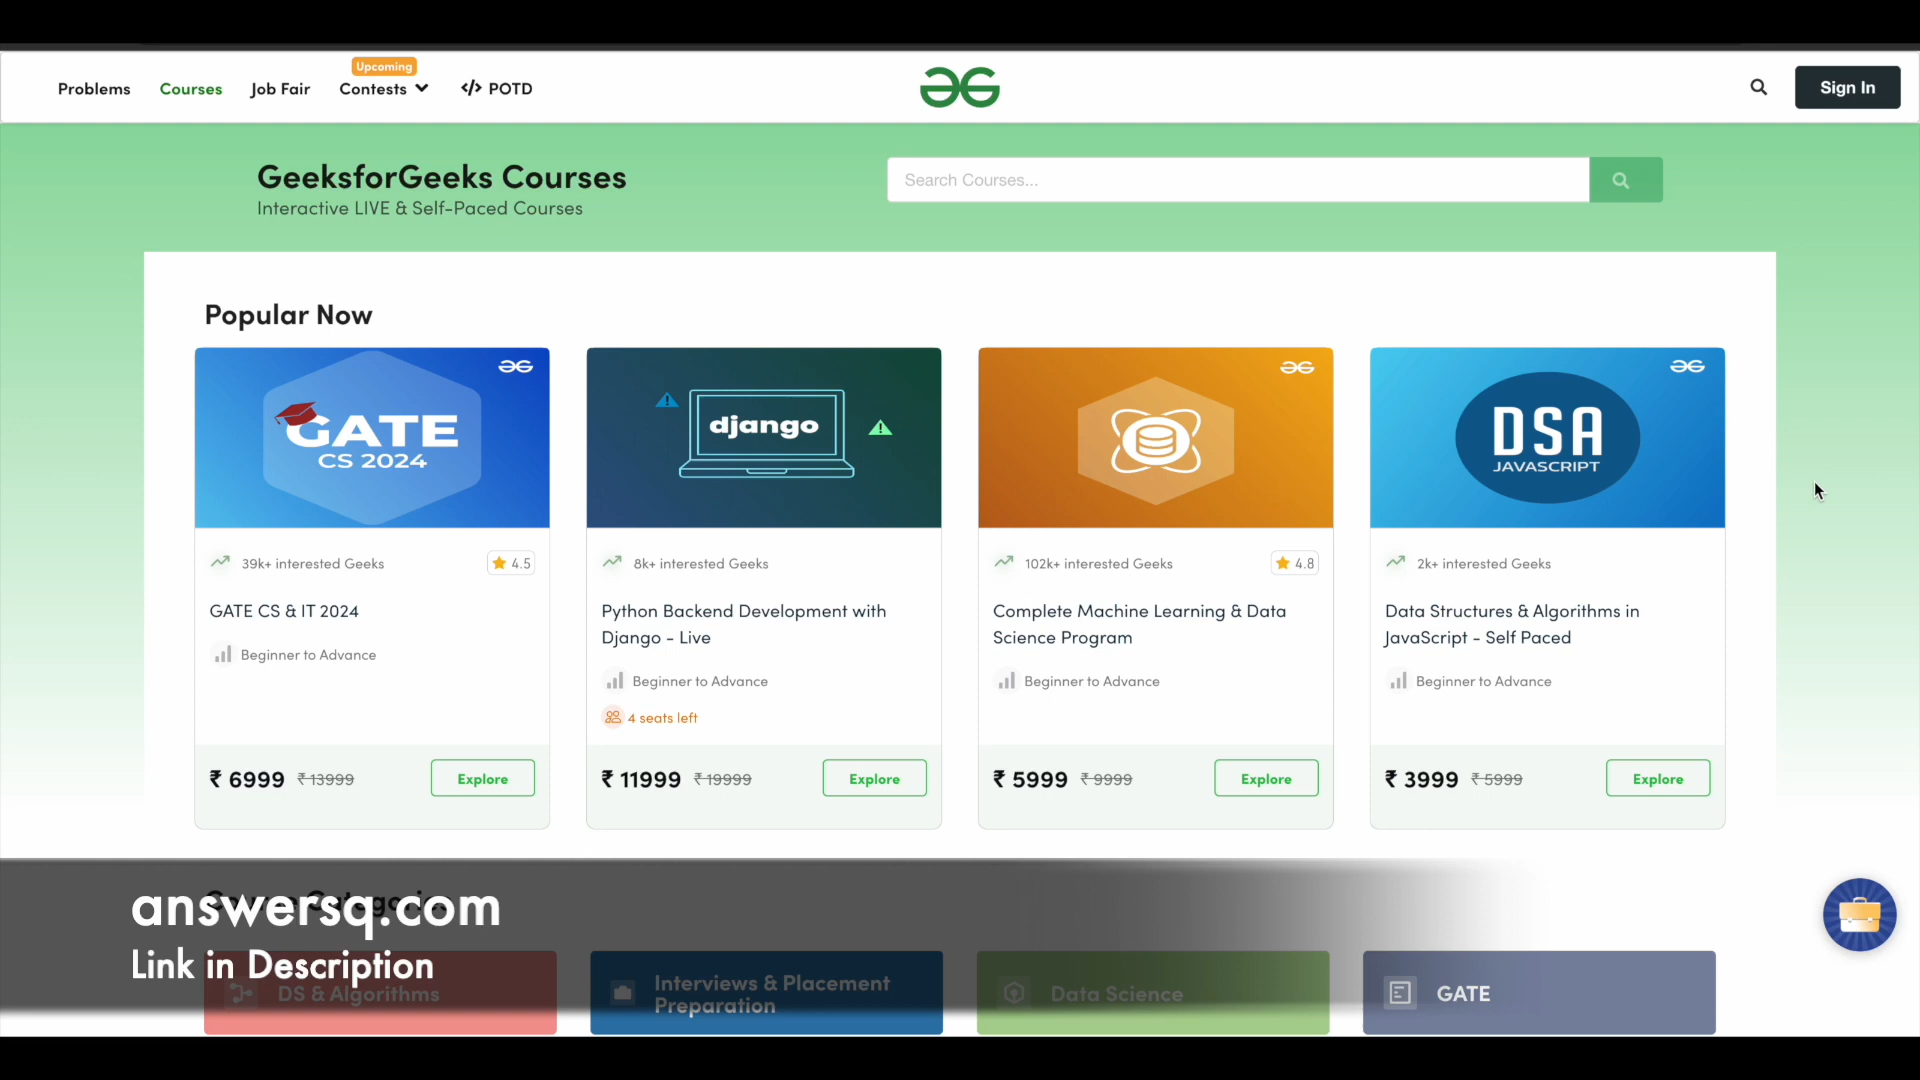 Upcoming
Problems Courses Job Fair Contests </> POTD
Sign In
GeeksforGeeks Courses
Search Courses...
Interactive LIVE & Self-Paced Courses
Popular Now
GATE
CS 2024
django
DSA
JAVASCRIPT
39k+ interested Geeks 4.5
8k+ interested Geeks
102k+ interested Geeks 4.8
2k+ interested Geeks
GATE CS & IT 2024
Beginner to Advance
Python Backend Development with
Django - Live
Beginner to Advance
4 seats left
Complete Machine Learning & Data
Science Program
Beginner to Advance
Data Structures & Algorithms in
JavaScript - Self Paced
Beginner to Advance
₹ 6999 ₹ 13999 Explore
₹ 11999 ₹ 19999 Explore
₹ 5999 ₹ 9999 Explore
₹ 3999 ₹ 5999 Explore
answersq.com
Link in Description
DS & Algorithms
Interviews & Placement
Preparation
Data Science
GATE